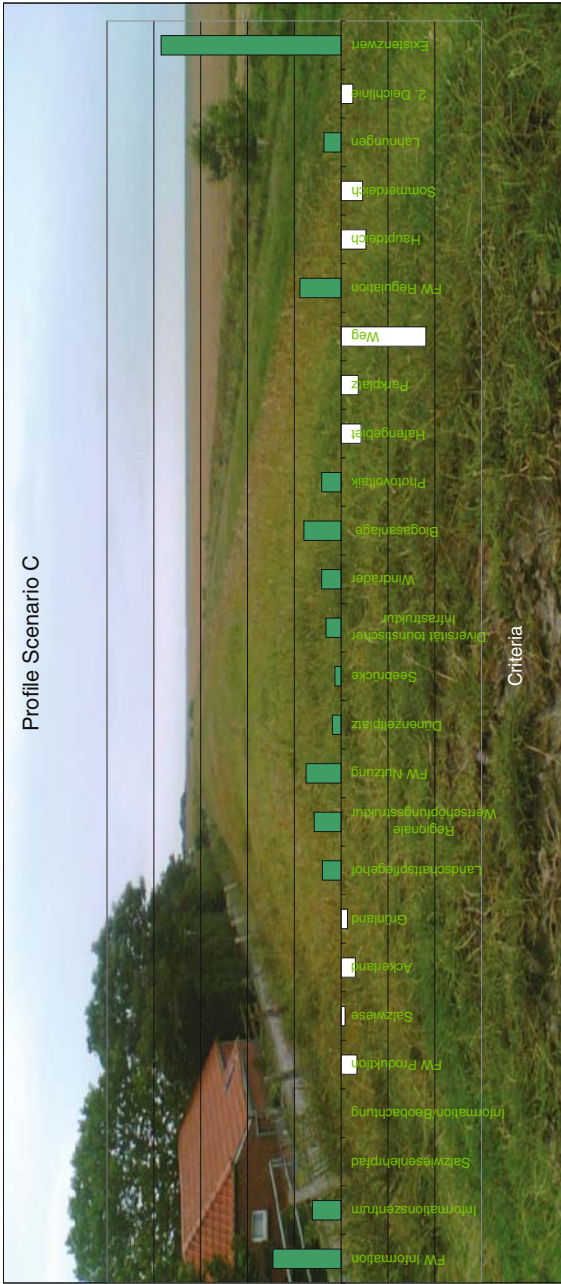 Profile Scenario C
FW Information
Informationszentrum
Salzwiesenlehrpfad
Information/Beobachtung
FW Produktion
Salzwiese
Ackerland
Grünland
Landschaftspflegehof
Regionale
Wertschöpfungsstruktur
FW Nutzung
Dünenzeltplatz
Seebrücke
Diversität touristischer
Infrastruktur
Windräder
Biogasanlage
Photovoltaik
Hafengebiet
Parkplatz
Weg
FW Regulation
Hauptdeich
Sommerdeich
Lahnungen
2. Deichlinie
Existenzwert
Criteria